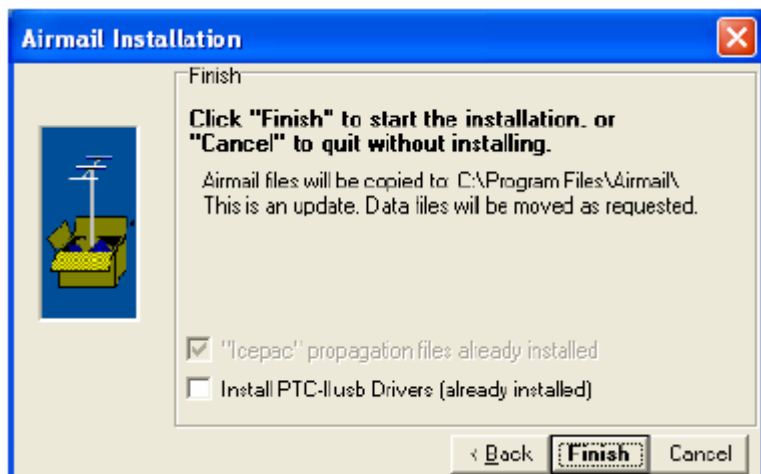 Airmail Installation
Finish
Click "Finish" to start the installation, or
"Cancel" to quit without installing.
Airmail files will be copied to: C:\Program Files\Airmail\
This is an update. Data files will be moved as requested.
"Icepac" propagation files already installed
Install PTC-IIusb Drivers (already installed)
< Back Finish Cancel